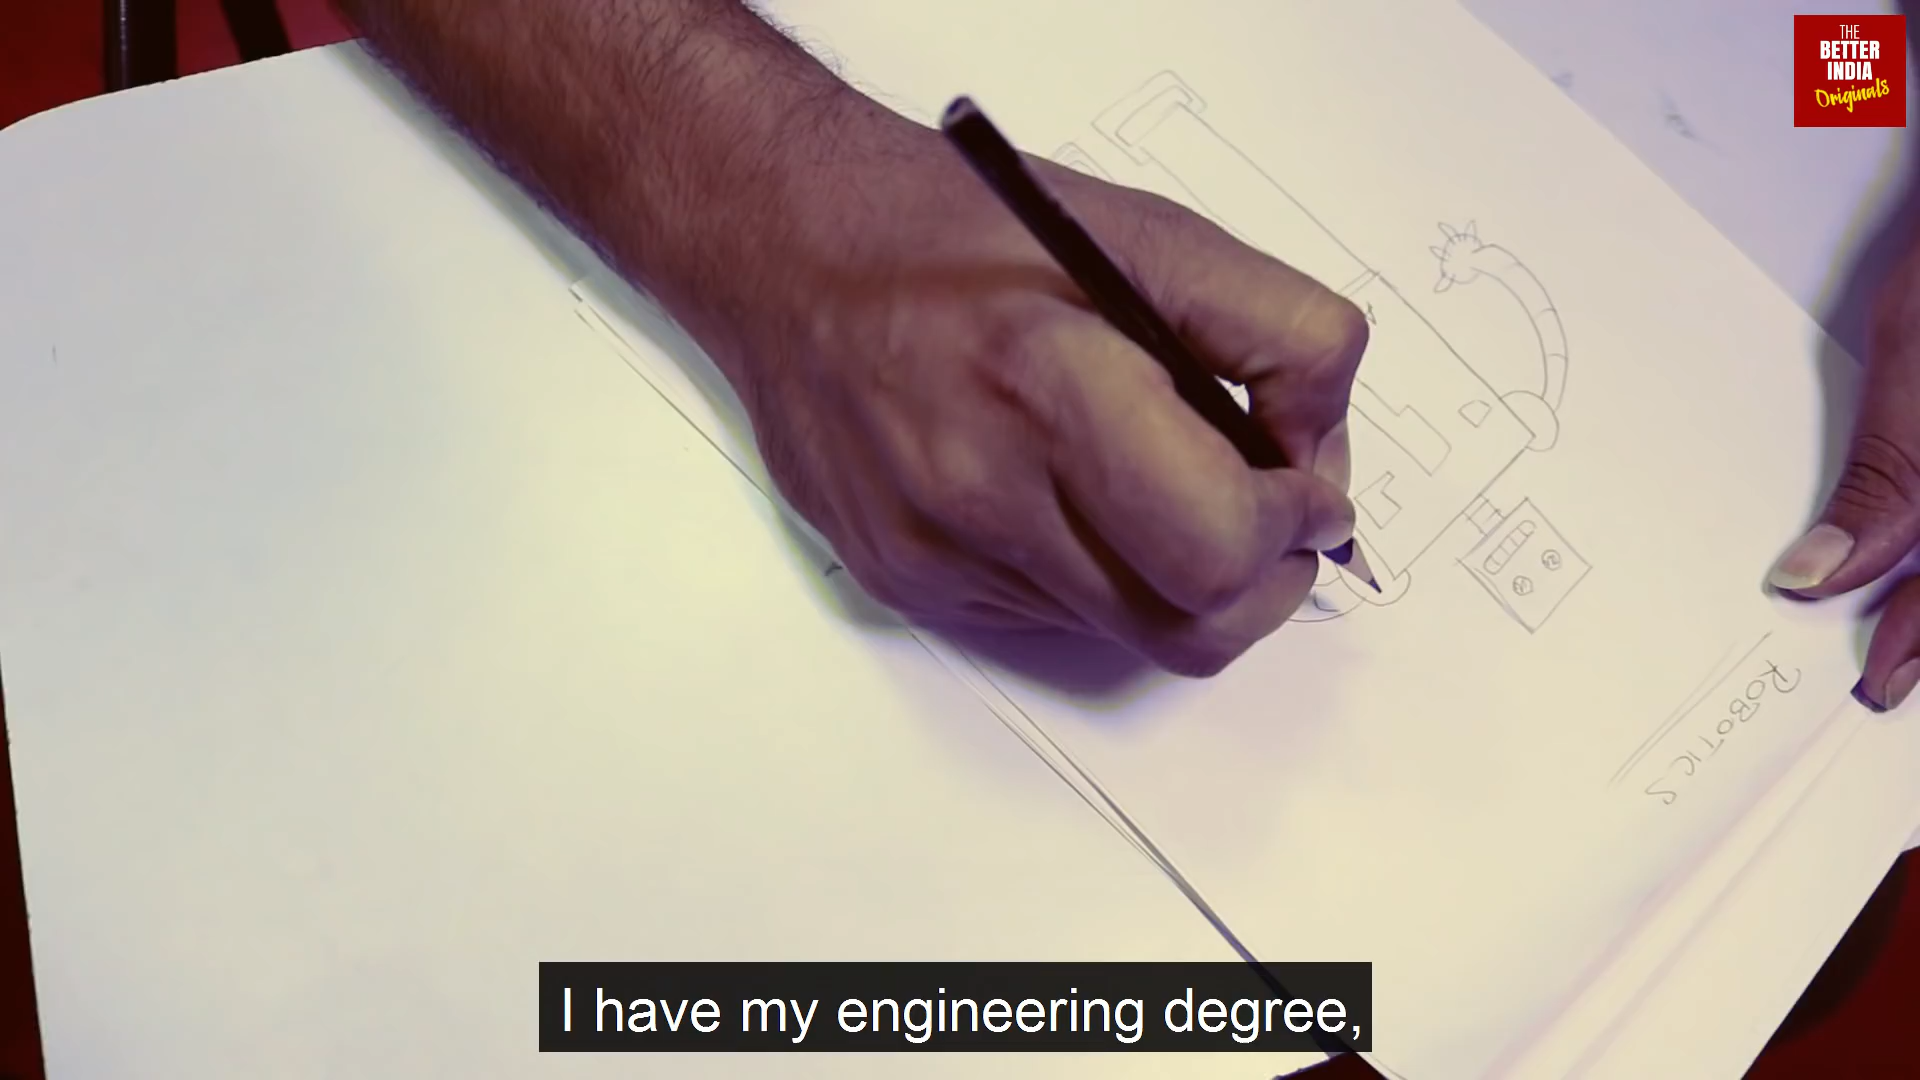 THE
BETTER
INDIA
Originals
ROBOTICS
I have my engineering degree,